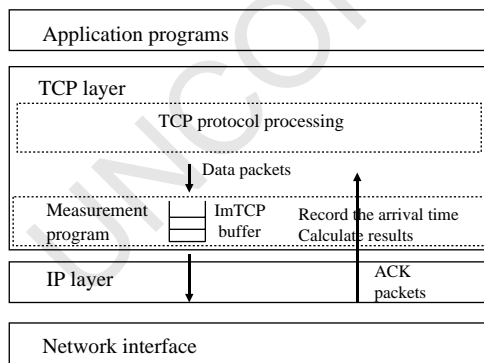 Application programs
TCP layer
TCP protocol processing
Data packets
Measurement program
ImTCP buffer
Record the arrival time
Calculate results
IP layer
ACK packets
Network interface
UNCOR